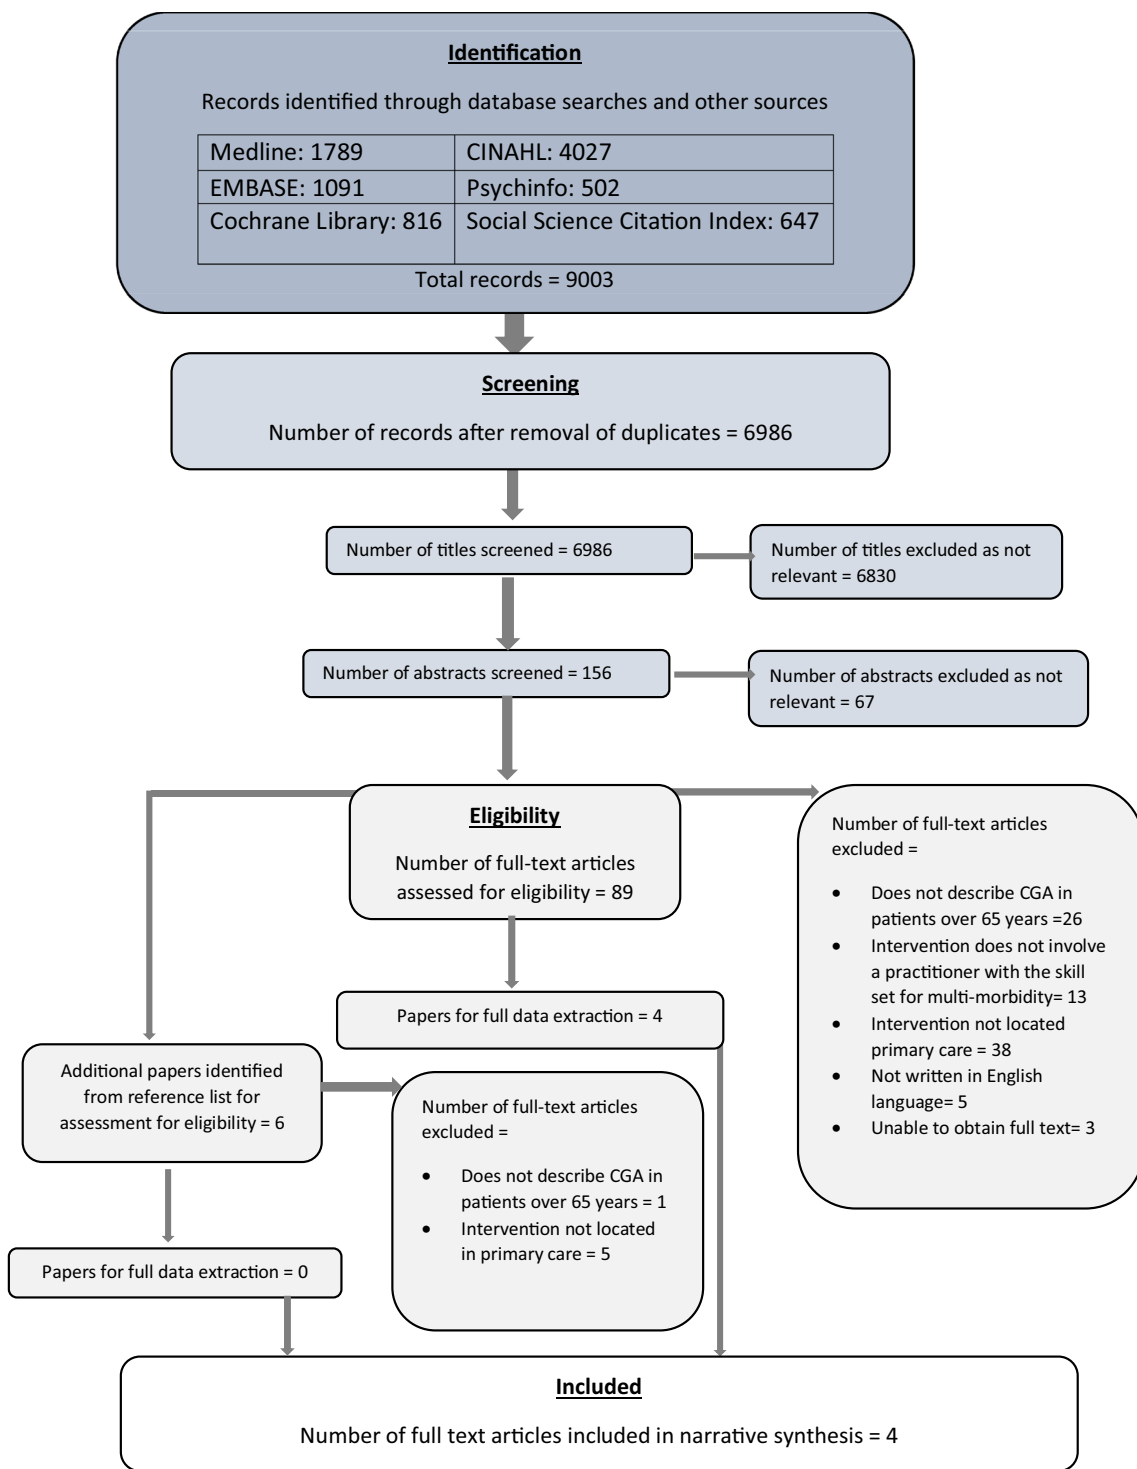 Identification
Records identified through database searches and other sources
Medline: 1789
CINAHL: 4027
EMBASE: 1091
Psychinfo: 502
Cochrane Library: 816
Social Science Citation Index: 647
Total records = 9003
Screening
Number of records after removal of duplicates = 6986
Number of titles screened = 6986
Number of titles excluded as not
relevant = 6830
Number of abstracts screened = 156
Number of abstracts excluded as not
relevant = 67
Eligibility
Number of full-text articles
assessed for eligibility = 89
Number of full-text articles
excluded =
• Does not describe CGA in
patients over 65 years =26
• Intervention does not involve
a practitioner with the skill
set for multi-morbidity= 13
• Intervention not located
primary care = 38
• Not written in English
language= 5
• Unable to obtain full text= 3
Papers for full data extraction = 4
Additional papers identified
from reference list for
assessment for eligibility = 6
Number of full-text articles
excluded =
• Does not describe CGA in
patients over 65 years = 1
• Intervention not located
in primary care = 5
Papers for full data extraction = 0
Included
Number of full text articles included in narrative synthesis = 4